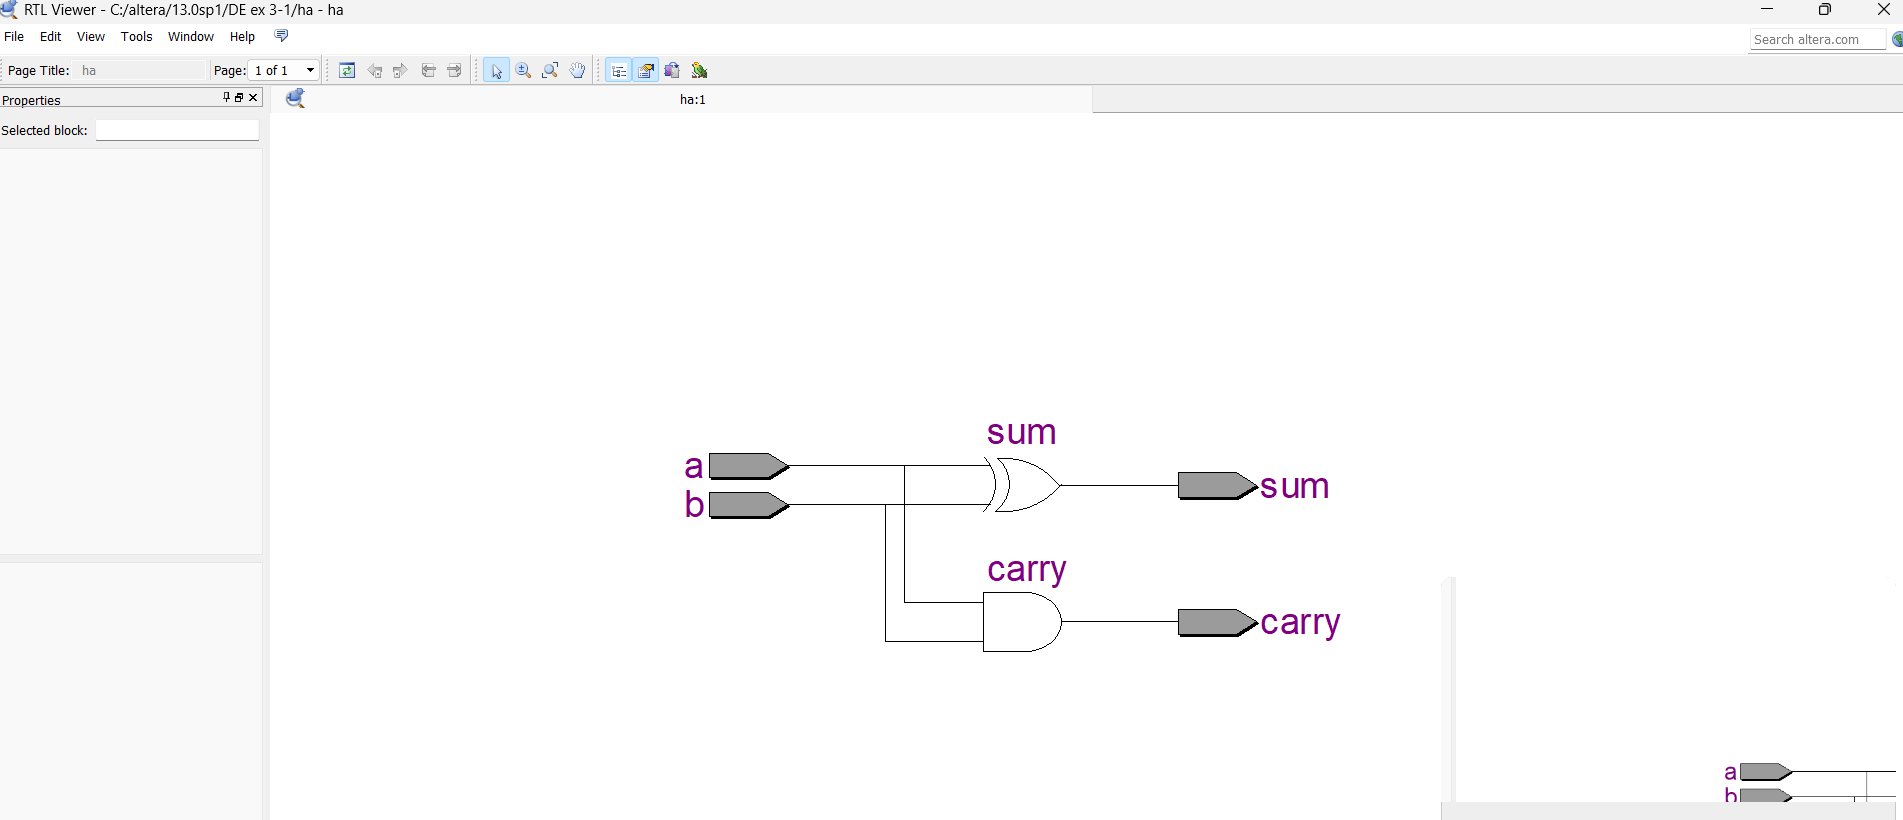 RTL Viewer - C:/altera/13.0sp1/DE ex 3-1/ha - ha
File Edit View Tools Window Help
Search altera.com
Page Title: ha Page: 1 of 1
Properties
ha:1
Selected block:
sum
a
sum
b
carry
carry
a
b